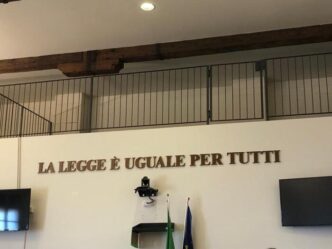 LA LEGGE È UGUALE PER TUTTI